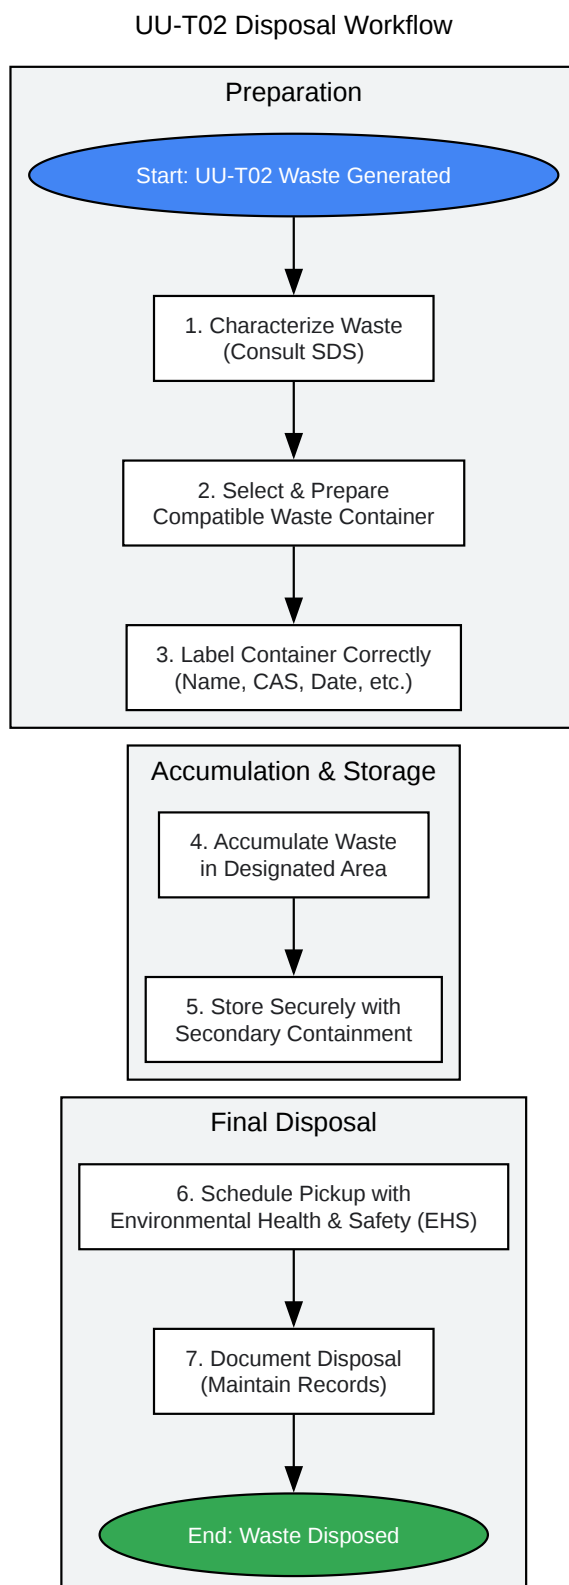 UU-T02 Disposal Workflow
Preparation
Start: UU-T02 Waste Generated
1. Characterize Waste
(Consult SDS)
2. Select & Prepare
Compatible Waste Container
3. Label Container Correctly
(Name, CAS, Date, etc.)
Accumulation & Storage
4. Accumulate Waste
in Designated Area
5. Store Securely with
Secondary Containment
Final Disposal
6. Schedule Pickup with
Environmental Health & Safety (EHS)
7. Document Disposal
(Maintain Records)
End: Waste Disposed